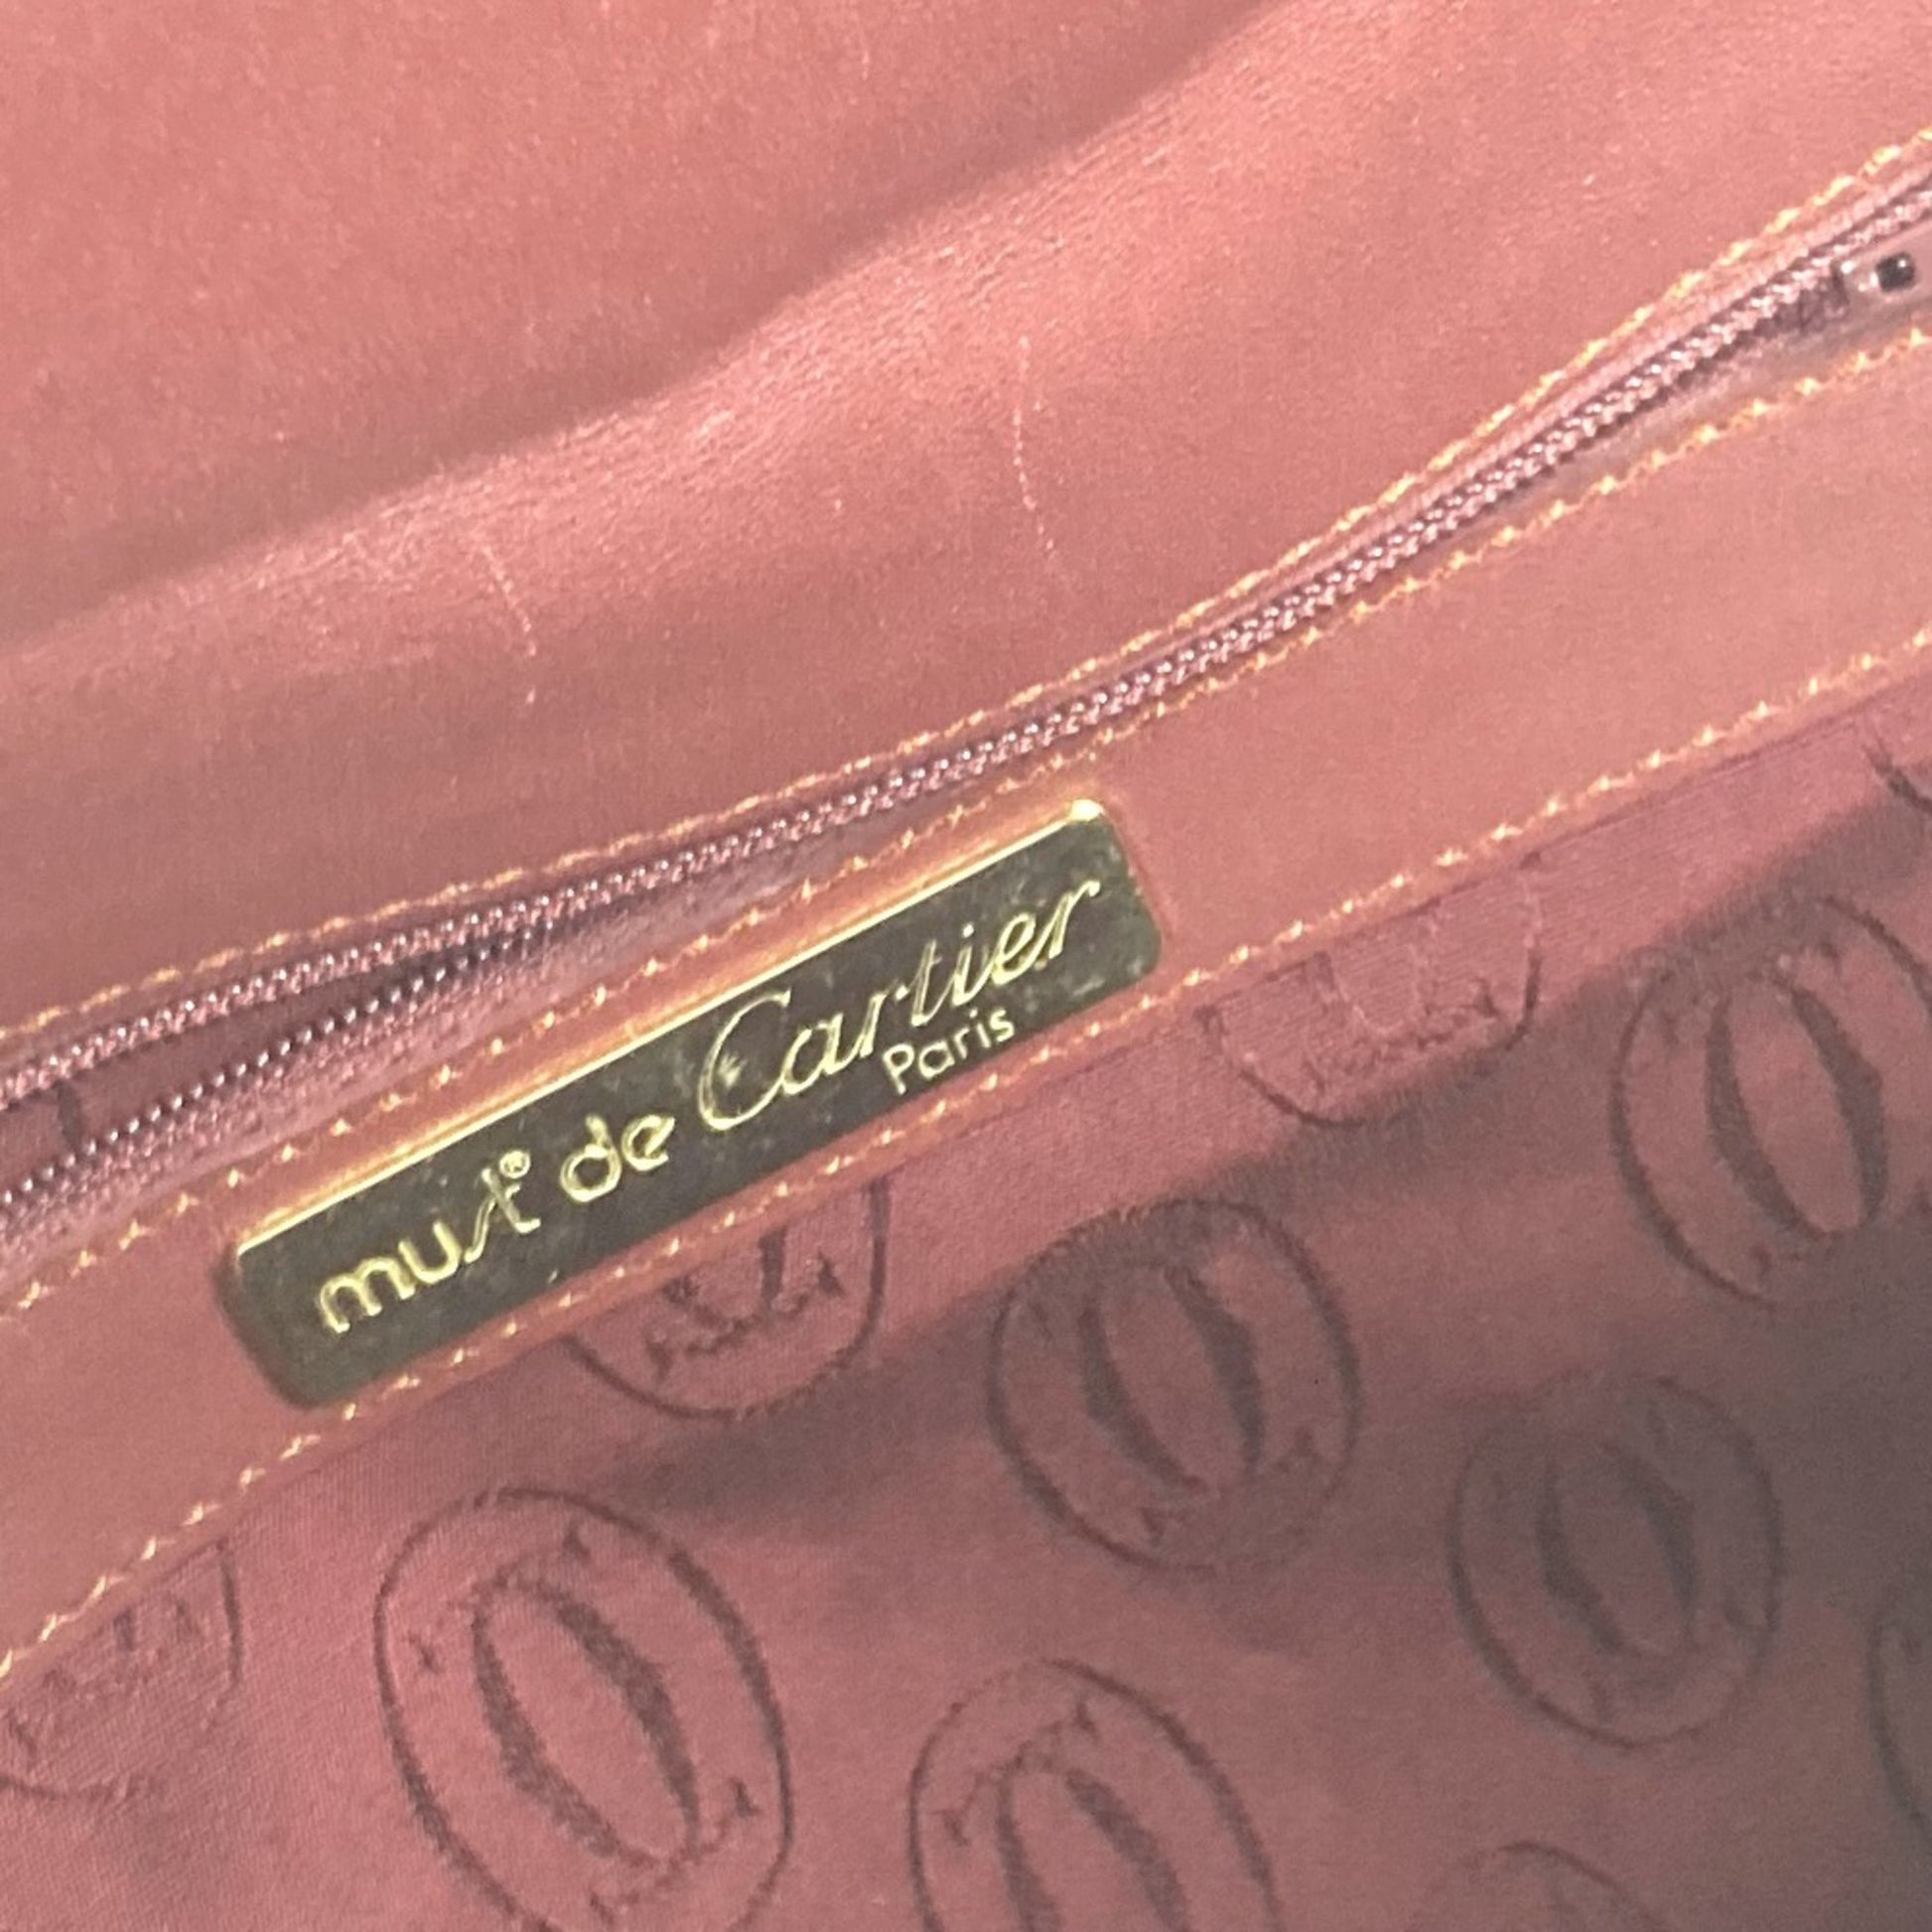 must® de Cartier
Paris